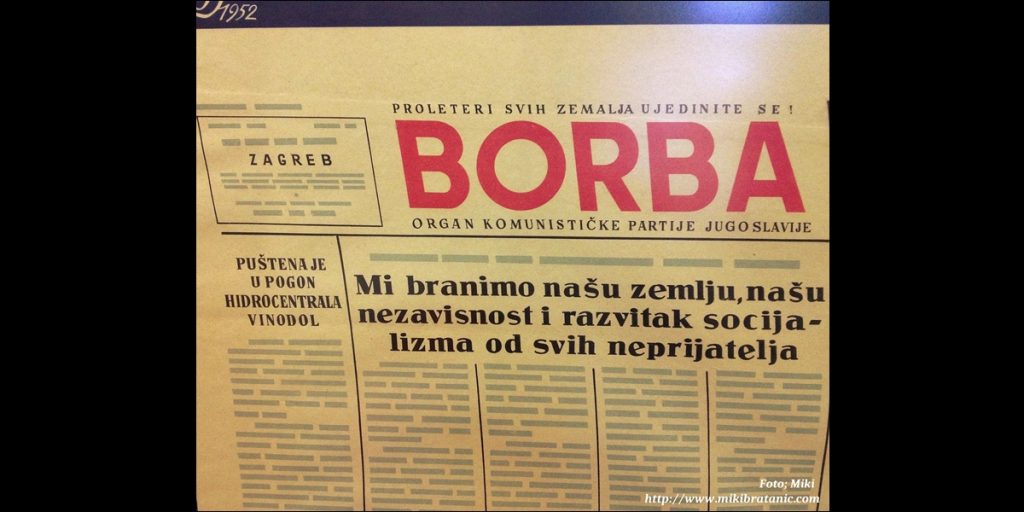 1952
PROLETERI SVIH ZEMALJA UJEDINITE SE!
BORBA
ORGAN KOMUNISTIČKE PARTIJE JUGOSLAVIJE
ZAGREB
PUŠTENA JE
U POGON
HIDROCENTRALA
VINODOL
Mi branimo našu zemlju, našu
nezavisnost i razvitak socija-
lizma od svih neprijatelja
Foto; Miki
http://www.mikibratanic.com